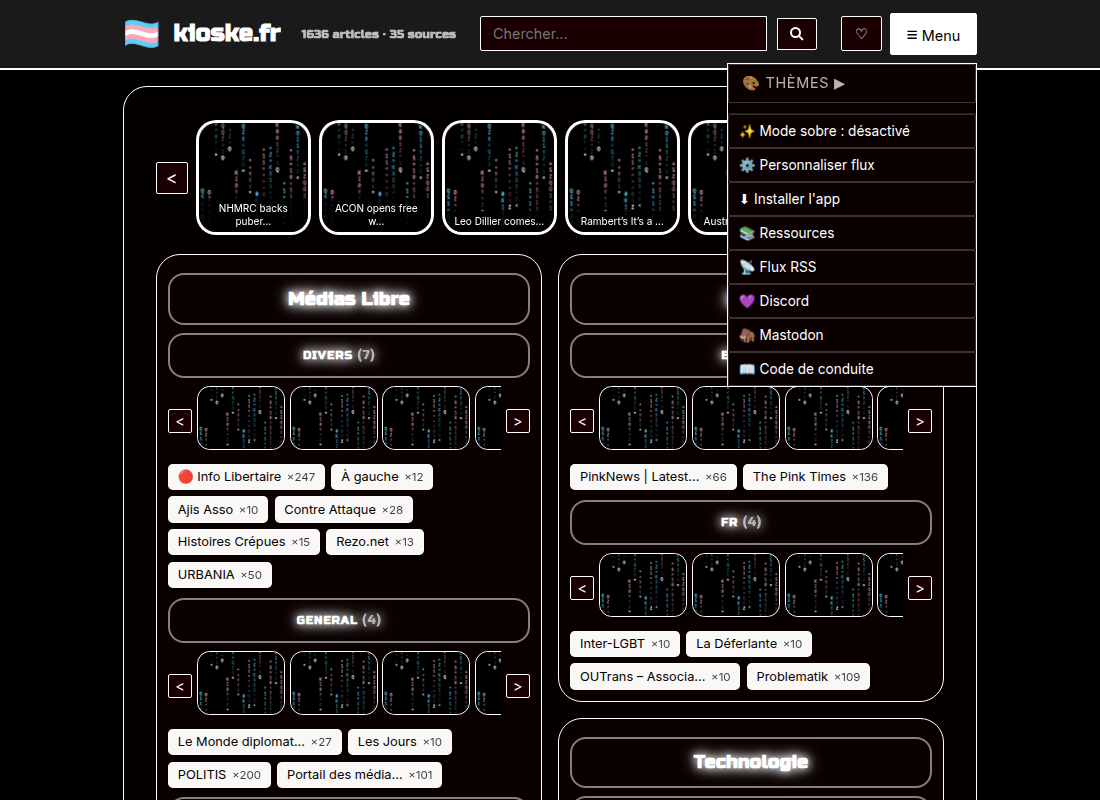 kioske.fr
1636 articles · 35 sources
Chercher...
♡
≡ Menu
🎨 THÈMES ▶
✨ Mode sobre : désactivé
⚙️ Personnaliser flux
⬇ Installer l'app
📚 Ressources
📡 Flux RSS
💜 Discord
🦣 Mastodon
📖 Code de conduite
<
NHMRC backs
puber...
ACON opens free
w...
Leo Dillier comes...
Rambert's It's a ...
Médias Libre
DIVERS (7)
< >
🔴 Info Libertaire ×247 À gauche ×12
Ajis Asso ×10 Contre Attaque ×28
Histoires Crépues ×15 Rezo.net ×13
URBANIA ×50
GENERAL (4)
< >
Le Monde diplomat... ×27 Les Jours ×10
POLITIS ×200 Portail des média... ×101
< >
PinkNews | Latest... ×66 The Pink Times ×136
FR (4)
< >
Inter-LGBT ×10 La Déferlante ×10
OUTrans – Associa... ×10 Problematik ×109
Technologie